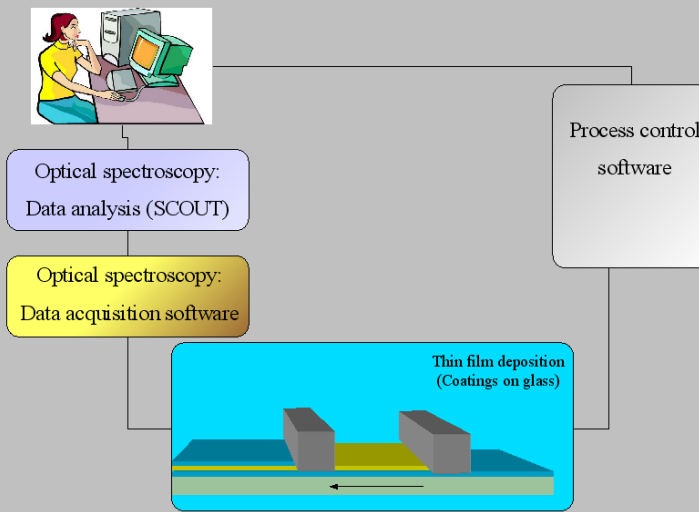 Optical spectroscopy:
Data analysis (SCOUT)
Optical spectroscopy:
Data acquisition software
Process control
software
Thin film deposition
(Coatings on glass)